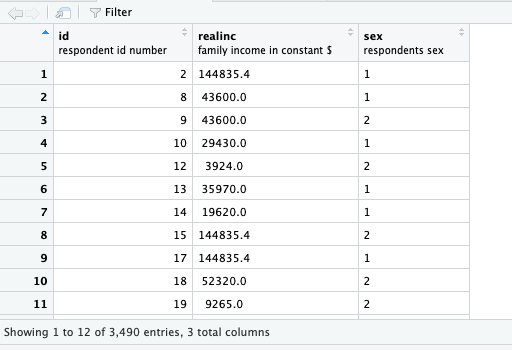 Filter
id realinc sex
respondent id number family income in constant $ respondents sex
1 2 144835.4 1
2 8 43600.0 1
3 9 43600.0 2
4 10 29430.0 1
5 12 3924.0 2
6 13 35970.0 1
7 14 19620.0 1
8 15 144835.4 2
9 17 144835.4 1
10 18 52320.0 2
11 19 9265.0 2
Showing 1 to 12 of 3,490 entries, 3 total columns